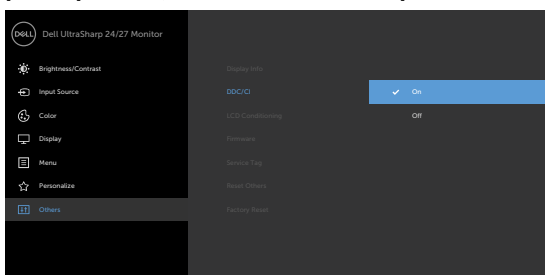 DELL
Dell UltraSharp 24/27 Monitor
Brightness/Contrast
Input Source
Color
Display
Menu
Personalize
Others
Display Info
DDC/CI
LCD Conditioning
Firmware
Service Tag
Reset Others
Factory Reset
On
Off